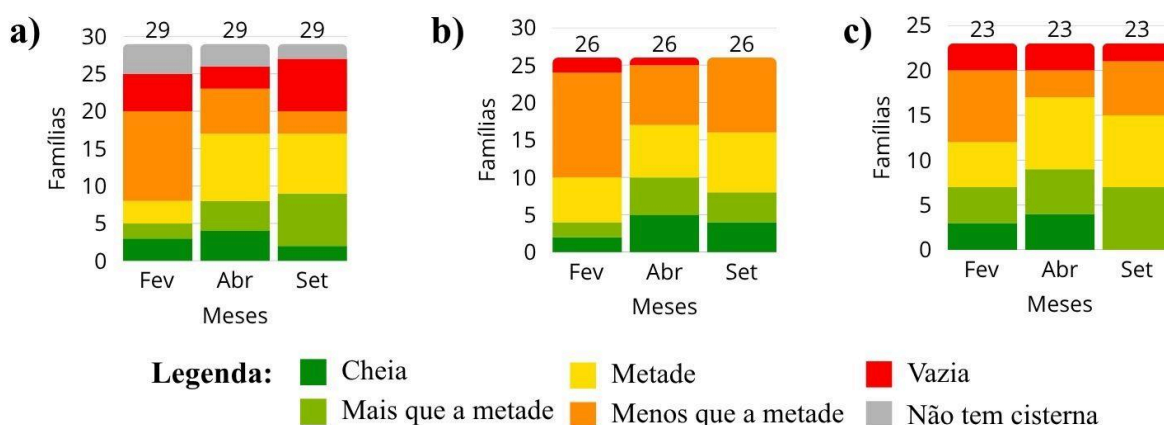 a)
29 29 29
30
25
20
15
10
5
0
Famílias
Fev Abr Set
Meses
b)
26 26 26
30
25
20
15
10
5
0
Famílias
Fev Abr Set
Meses
c)
23 23 23
25
20
15
10
5
0
Famílias
Fev Abr Set
Meses
Legenda:
Cheia
Metade
Vazia
Mais que a metade
Menos que a metade
Não tem cisterna